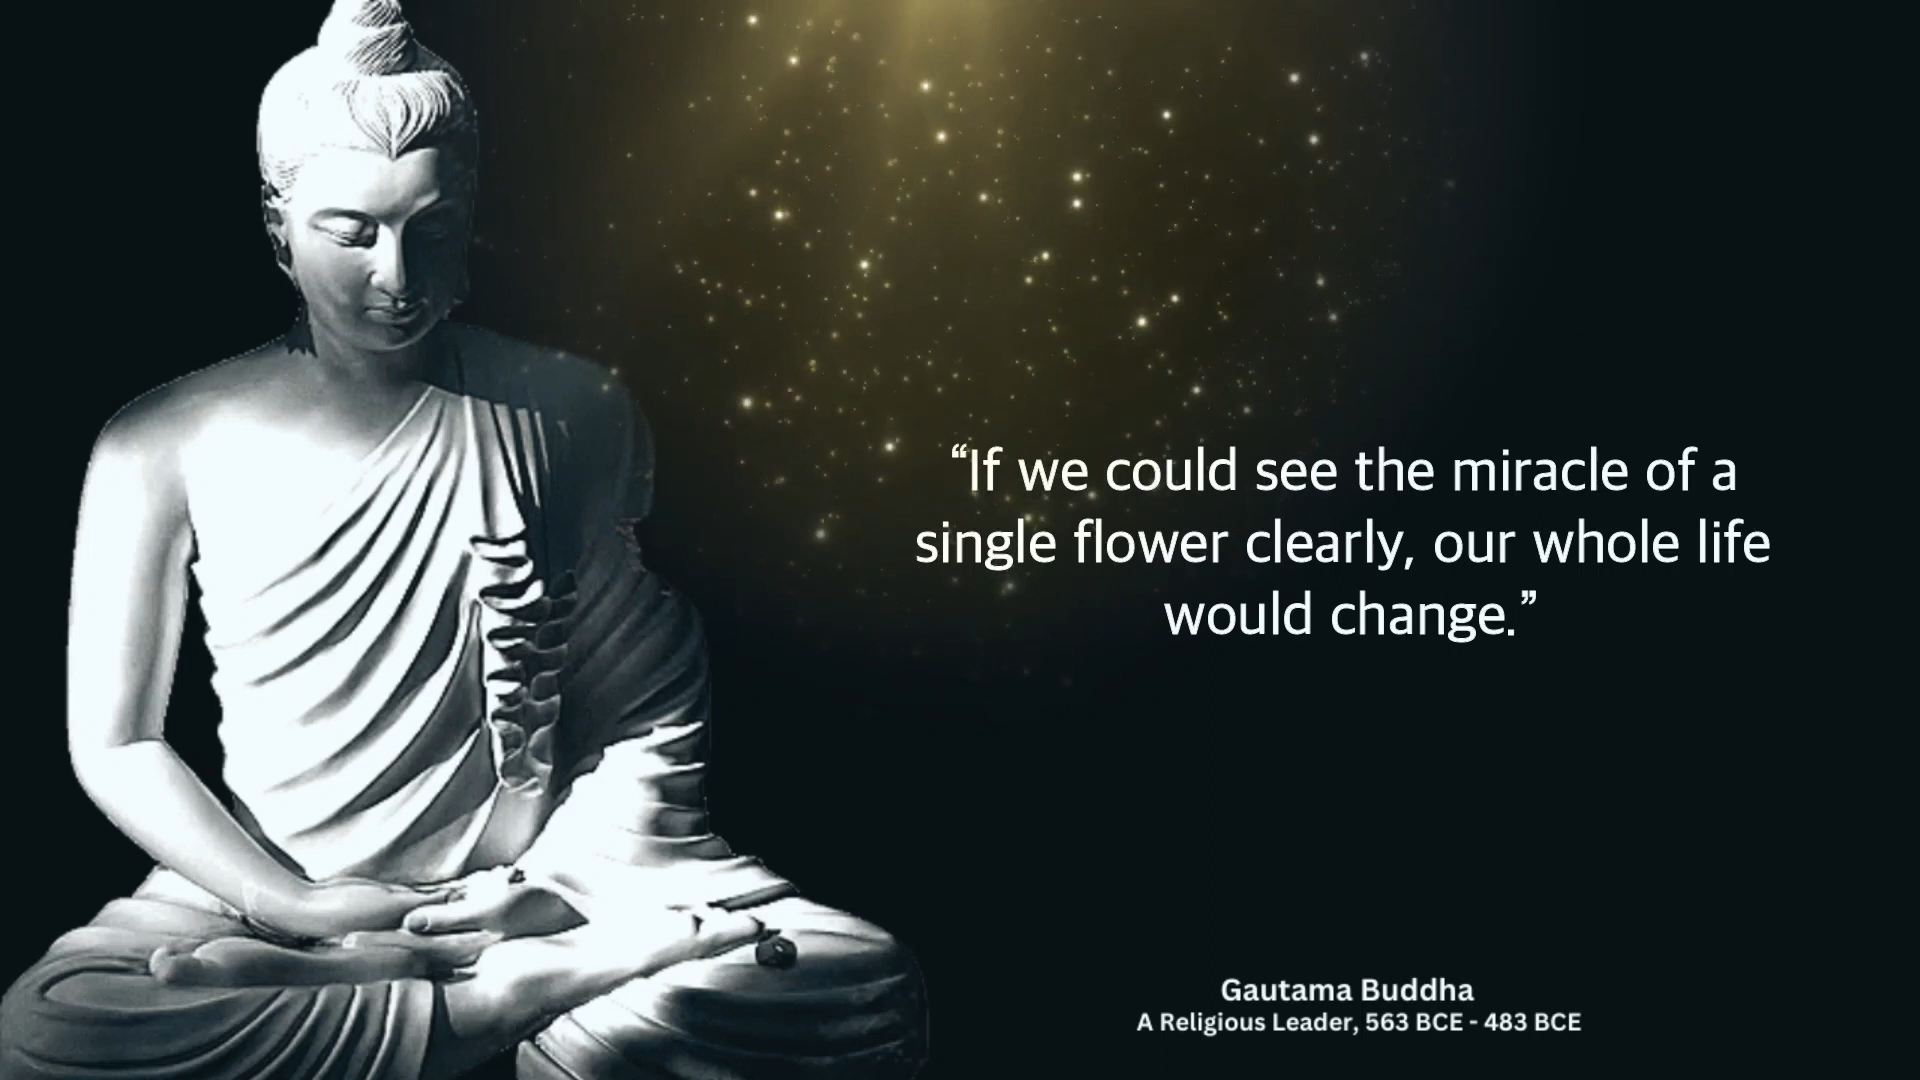 “If we could see the miracle of a
single flower clearly, our whole life
would change.”
Gautama Buddha
A Religious Leader, 563 BCE - 483 BCE